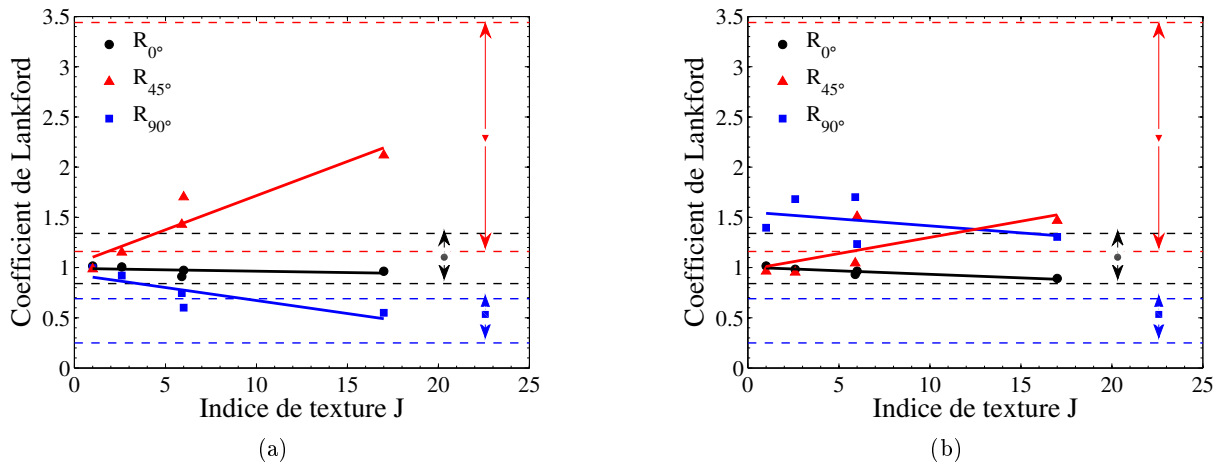 3.5
3
2.5
2
1.5
1
0.5
0
0 5 10 15 20 25
Coefficient de Lankford
Indice de texture J
R0°
R45°
R90°
(a)
3.5
3
2.5
2
1.5
1
0.5
0
0 5 10 15 20 25
Coefficient de Lankford
Indice de texture J
R0°
R45°
R90°
(b)